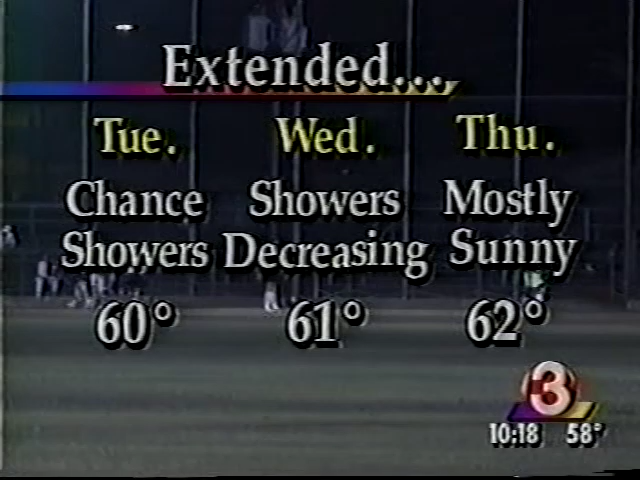 Extended....
Tue. Wed. Thu.
Chance Showers Mostly
Showers Decreasing Sunny
60° 61° 62°
3
10:18 58°